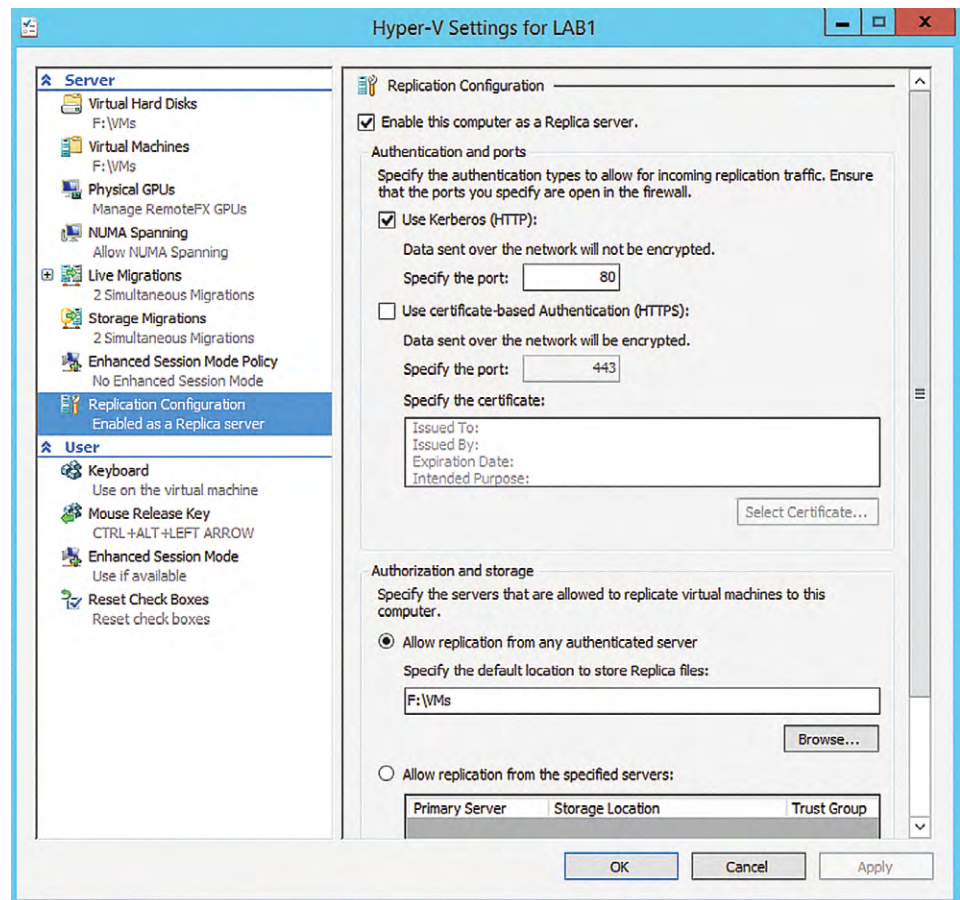 Hyper-V Settings for LAB1
Server
Virtual Hard Disks
F:\VMs
Virtual Machines
F:\VMs
Physical GPUs
Manage RemoteFX GPUs
NUMA Spanning
Allow NUMA Spanning
Live Migrations
2 Simultaneous Migrations
Storage Migrations
2 Simultaneous Migrations
Enhanced Session Mode Policy
No Enhanced Session Mode
Replication Configuration
Enabled as a Replica server
User
Keyboard
Use on the virtual machine
Mouse Release Key
CTRL+ALT+LEFT ARROW
Enhanced Session Mode
Use if available
Reset Check Boxes
Reset check boxes
Replication Configuration
Enable this computer as a Replica server.
Authentication and ports
Specify the authentication types to allow for incoming replication traffic. Ensure
that the ports you specify are open in the firewall.
Use Kerberos (HTTP):
Data sent over the network will not be encrypted.
Specify the port: 80
Use certificate-based Authentication (HTTPS):
Data sent over the network will be encrypted.
Specify the port: 443
Specify the certificate:
Issued To:
Issued By:
Expiration Date:
Intended Purpose:
Select Certificate...
Authorization and storage
Specify the servers that are allowed to replicate virtual machines to this
computer.
Allow replication from any authenticated server
Specify the default location to store Replica files:
F:\VMs
Browse...
Allow replication from the specified servers:
Primary Server Storage Location Trust Group
OK Cancel Apply